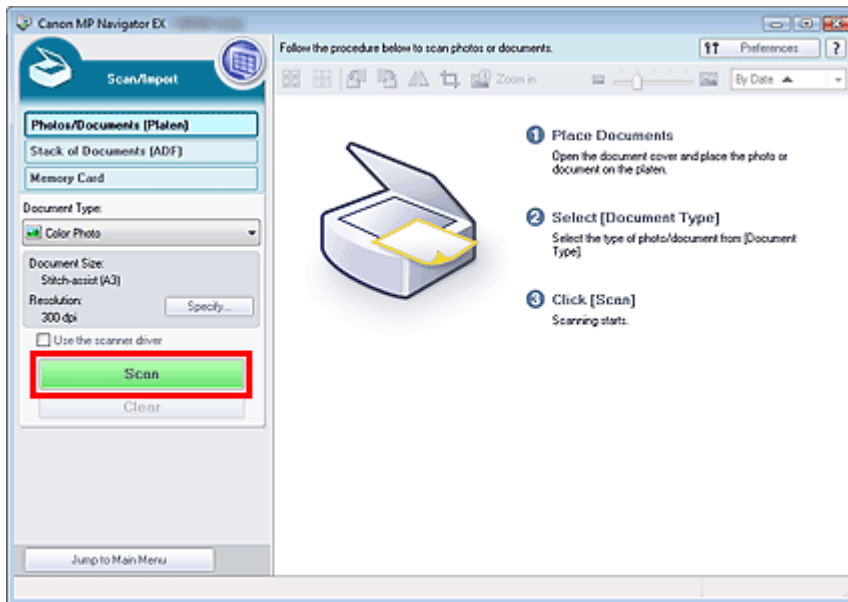 Canon MP Navigator EX
Scan/Import
Photos/Documents (Platen)
Stack of Documents (ADF)
Memory Card
Document Type:
Color Photo
Document Size:
Stitch-assist (A3)
Resolution:
300 dpi
Specify...
Use the scanner driver
Scan
Clear
Jump to Main Menu
Follow the procedure below to scan photos or documents.
Preferences
?
Zoom in
By Date
1 Place Documents
Open the document cover and place the photo or
document on the platen.
2 Select [Document Type]
Select the type of photo/document from [Document
Type].
3 Click [Scan]
Scanning starts.